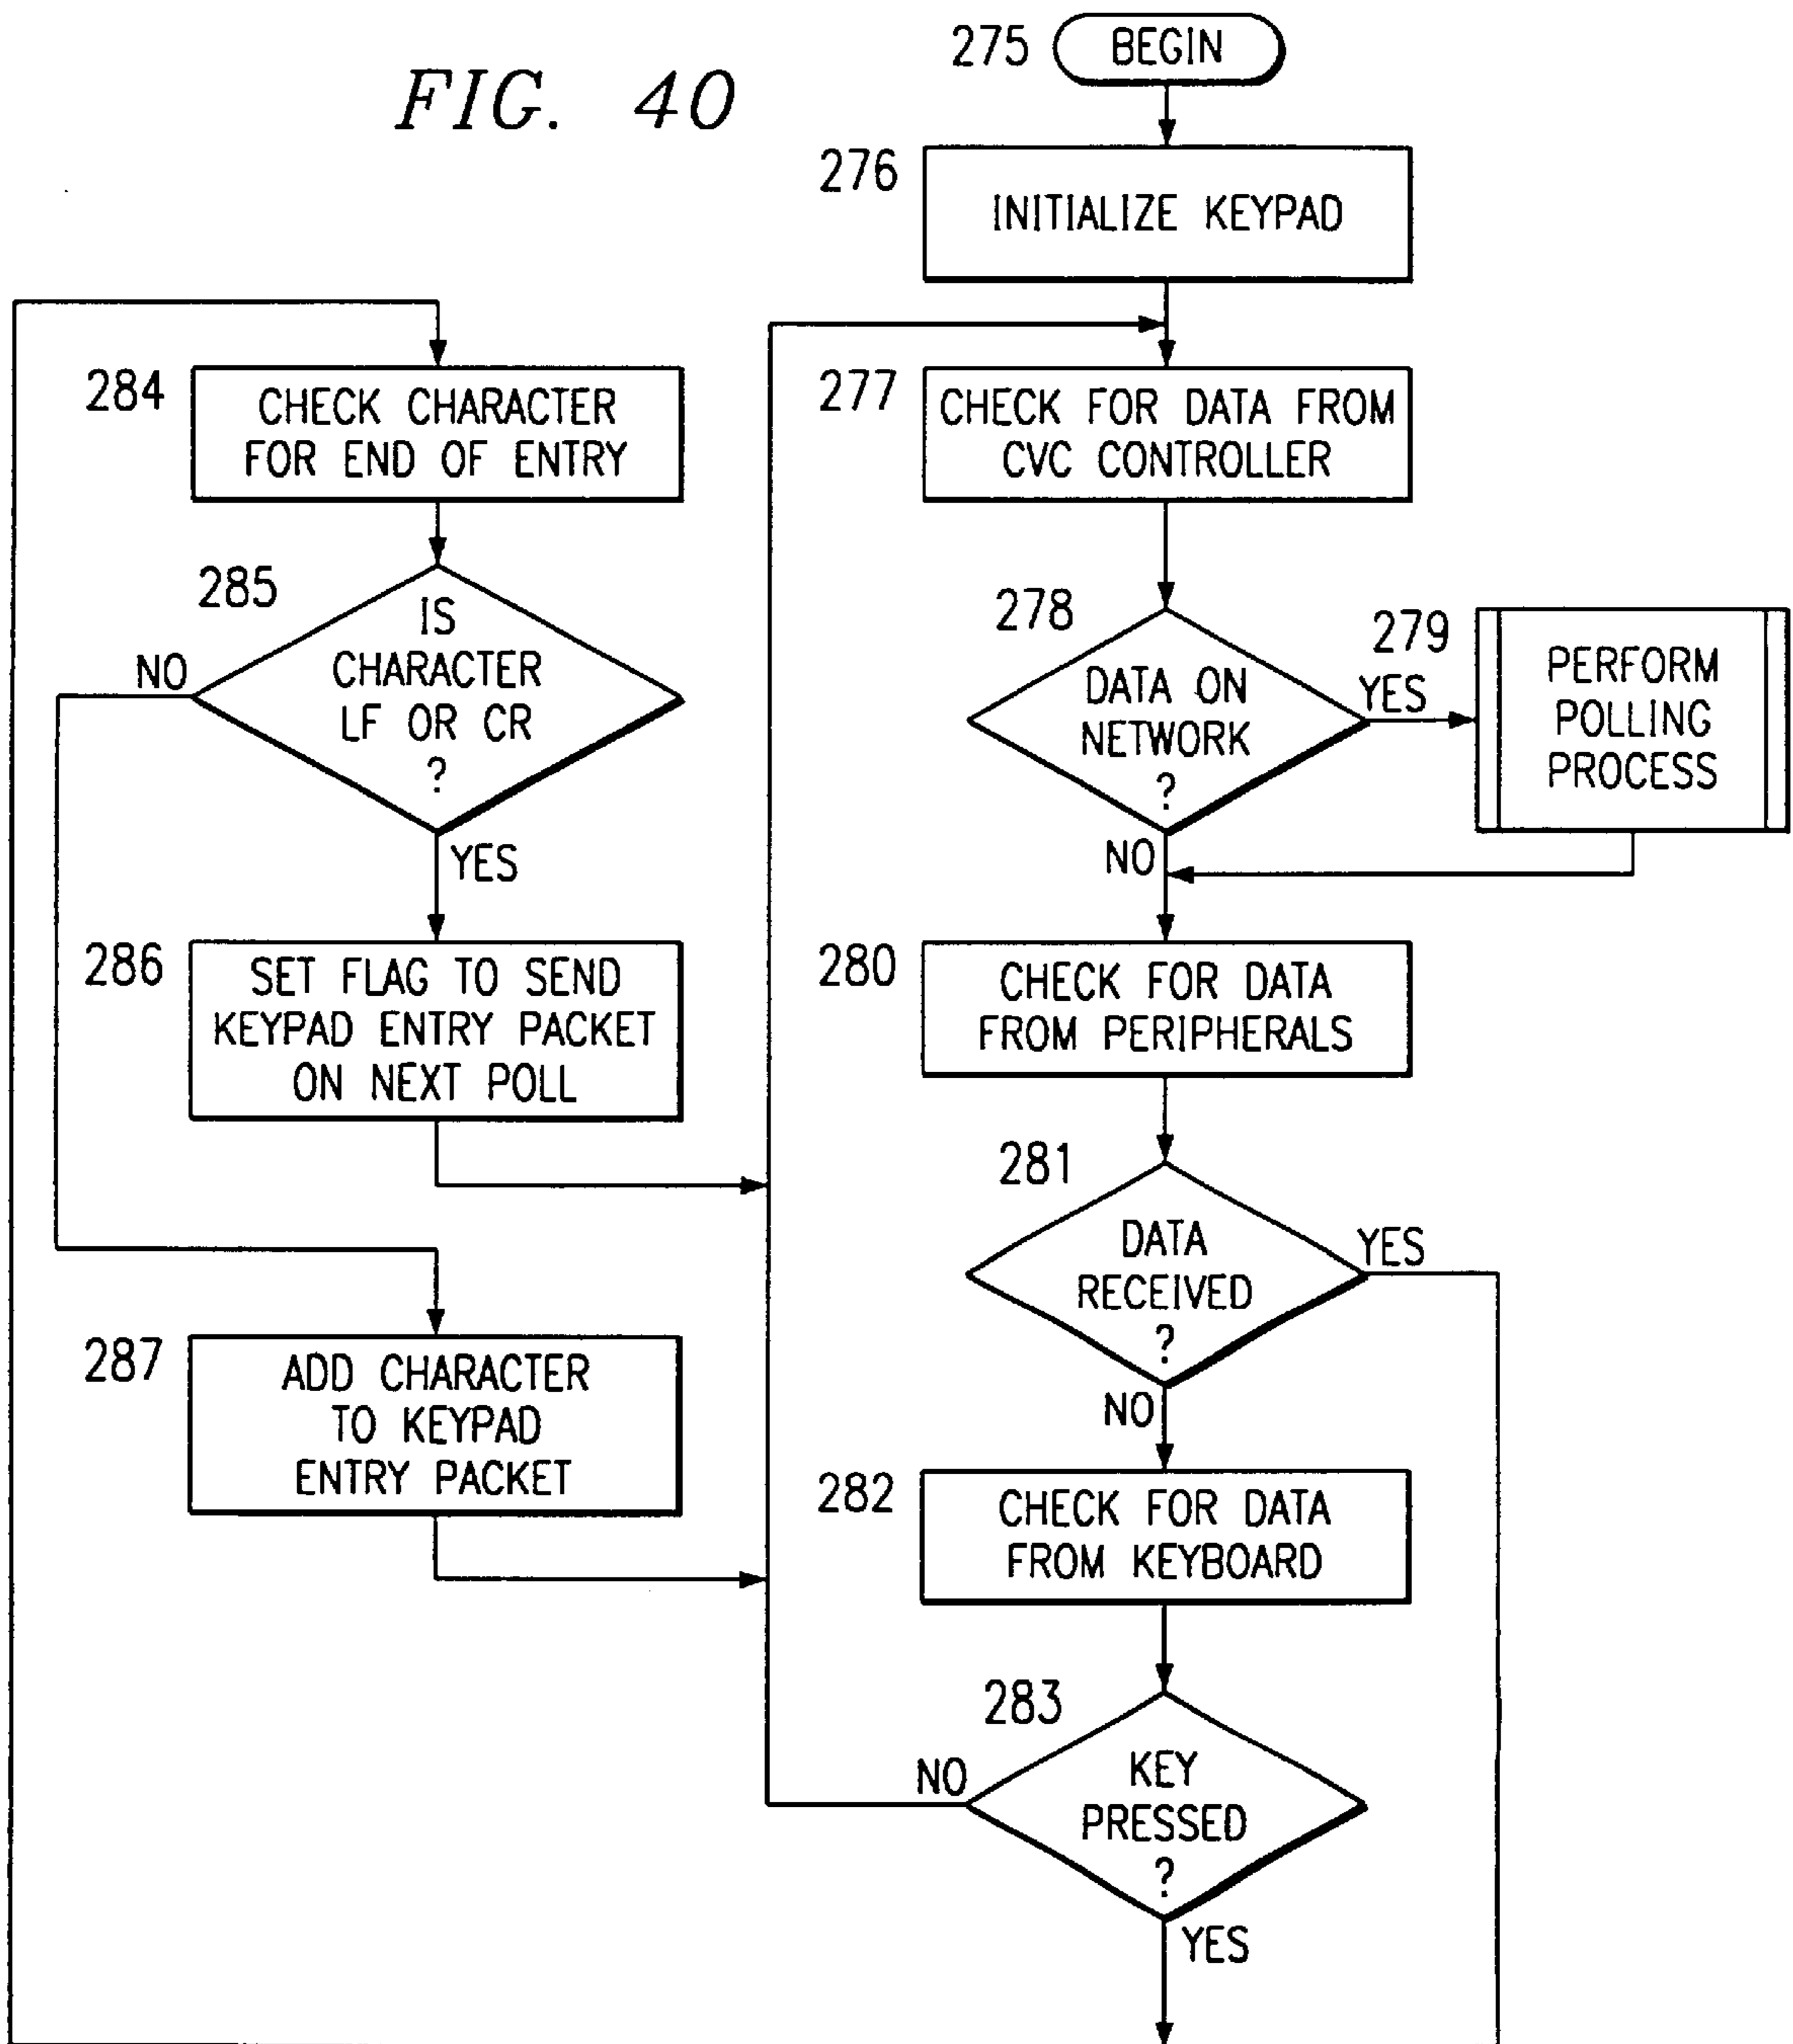 FIG. 40
275
BEGIN
276
INITIALIZE KEYPAD
284
CHECK CHARACTER
FOR END OF ENTRY
277
CHECK FOR DATA FROM
CVC CONTROLLER
285
IS
CHARACTER
LF OR CR
?
NO
YES
278
DATA ON
NETWORK
?
YES
NO
279
PERFORM
POLLING
PROCESS
286
SET FLAG TO SEND
KEYPAD ENTRY PACKET
ON NEXT POLL
280
CHECK FOR DATA
FROM PERIPHERALS
281
DATA
RECEIVED
?
YES
NO
287
ADD CHARACTER
TO KEYPAD
ENTRY PACKET
282
CHECK FOR DATA
FROM KEYBOARD
283
KEY
PRESSED
?
NO
YES